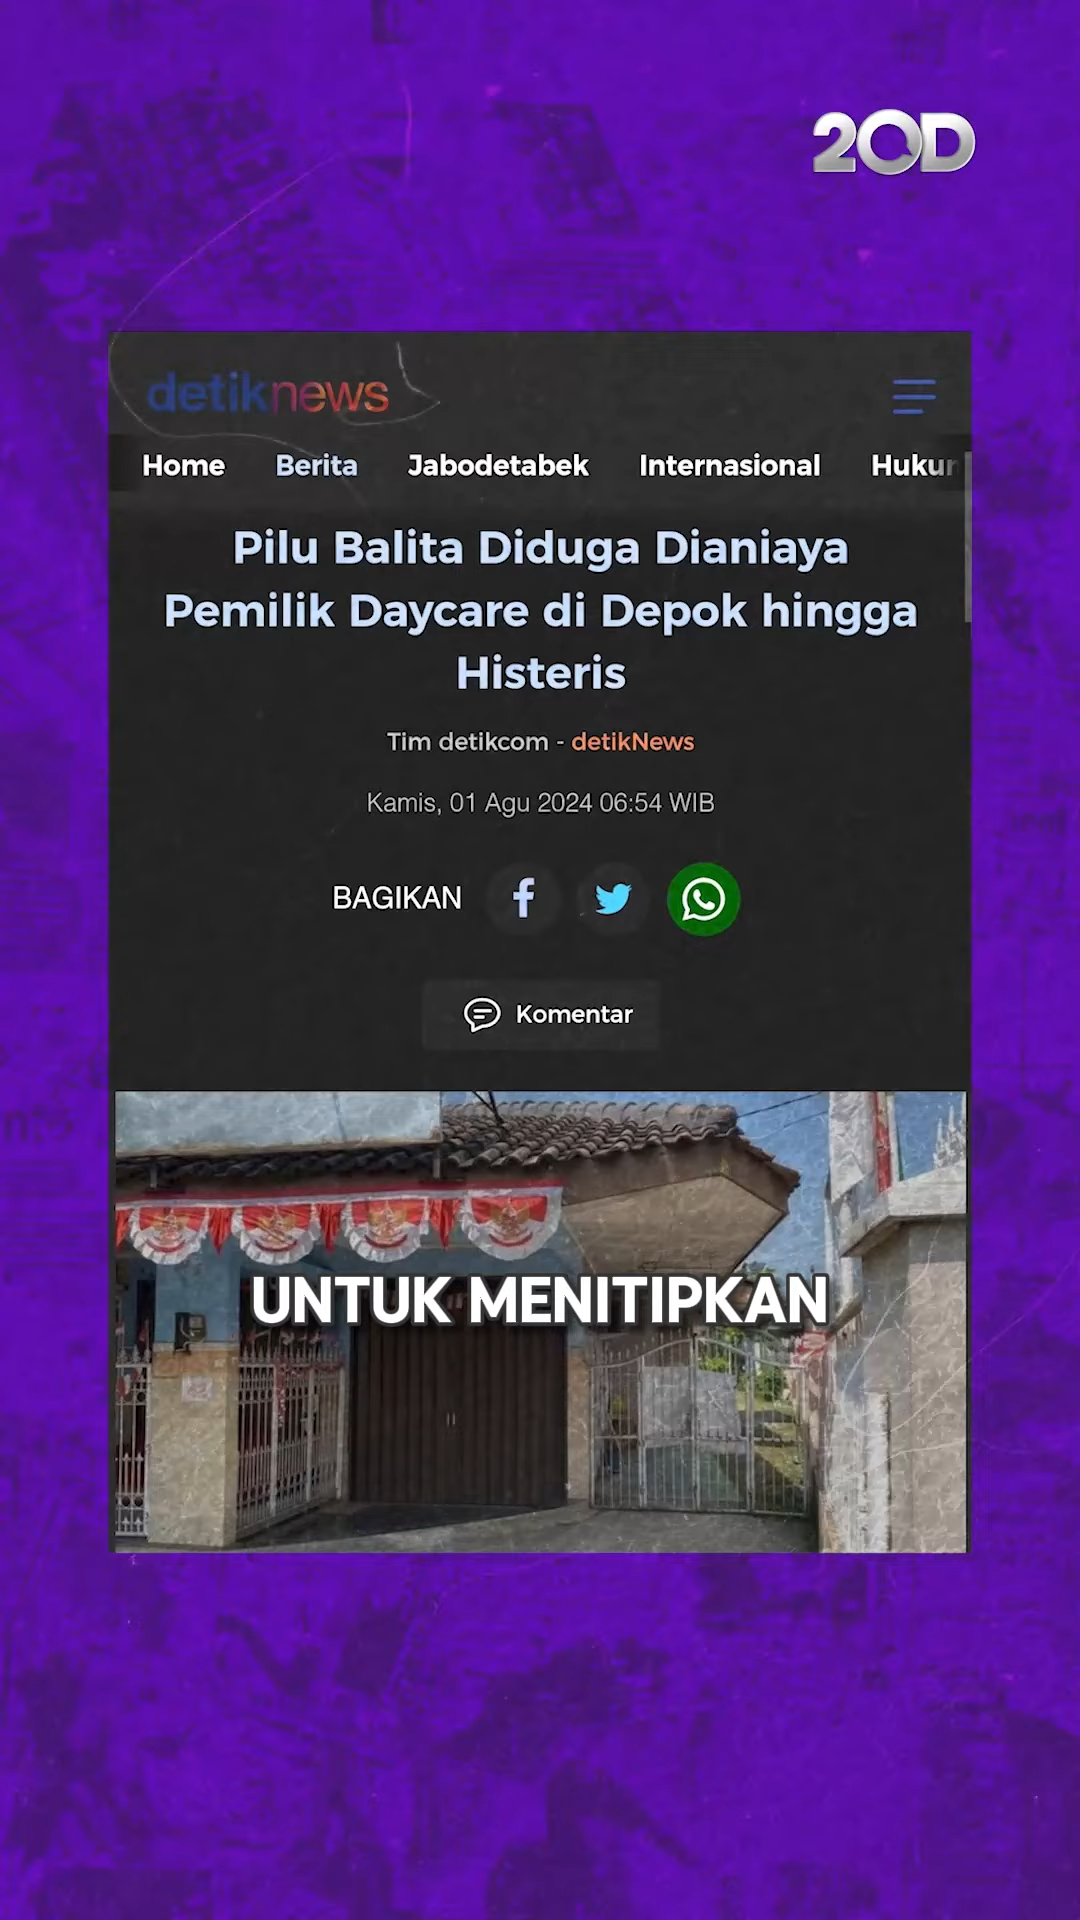 20D
detiknews
Home Berita Jabodetabek Internasional Hukum
Pilu Balita Diduga Dianiaya
Pemilik Daycare di Depok hingga
Histeris
Tim detikcom - detikNews
Kamis, 01 Agu 2024 06:54 WIB
BAGIKAN
Komentar
UNTUK MENITIPKAN